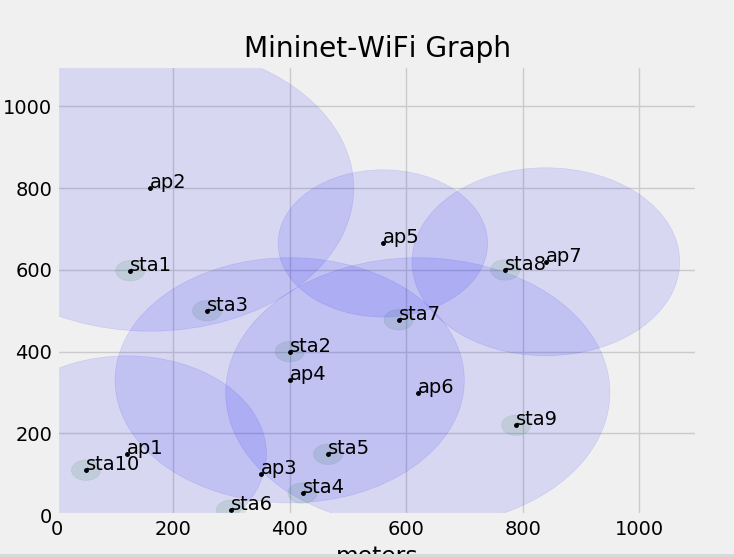 Mininet-WiFi Graph
1000
800
600
400
200
0
ap2
ap5
ap7
sta8
sta1
sta3
sta7
sta2
ap4
ap6
sta9
ap1
sta5
sta10
ap3
sta4
sta6
0 200 400 600 800 1000
meters